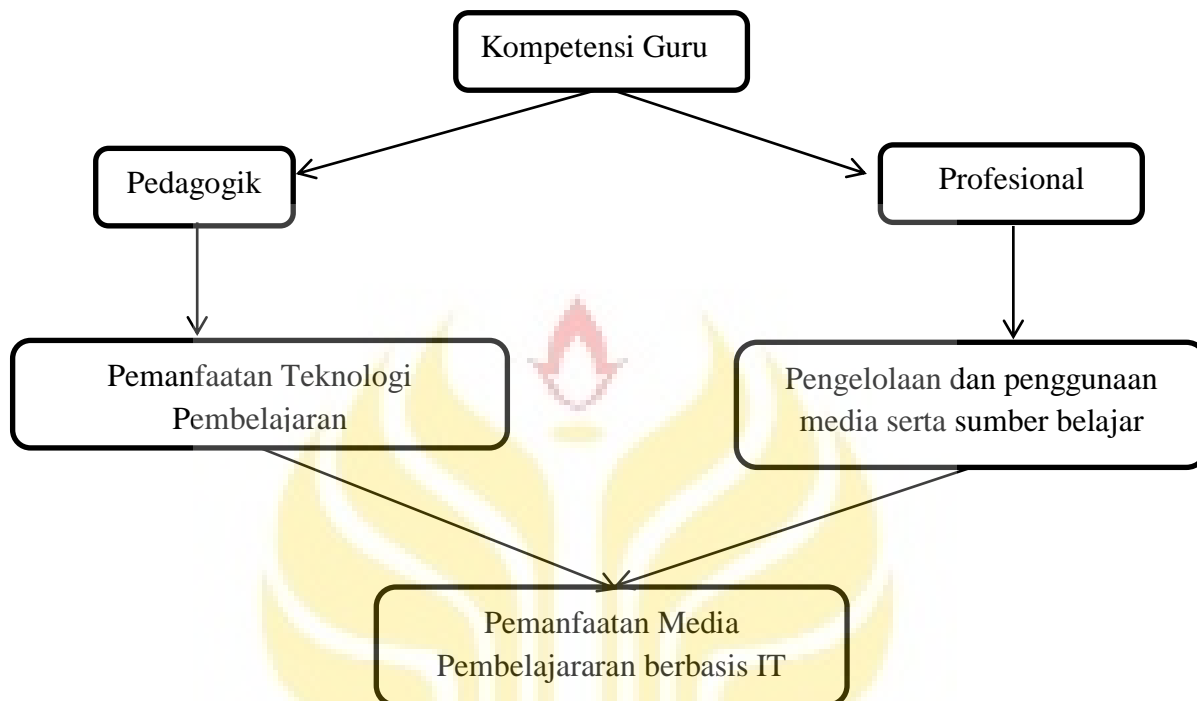 Kompetensi Guru
Pedagogik
Profesional
Pemanfaatan Teknologi
Pembelajaran
Pengelolaan dan penggunaan
media serta sumber belajar
Pemanfaatan Media
Pembelajararan berbasis IT